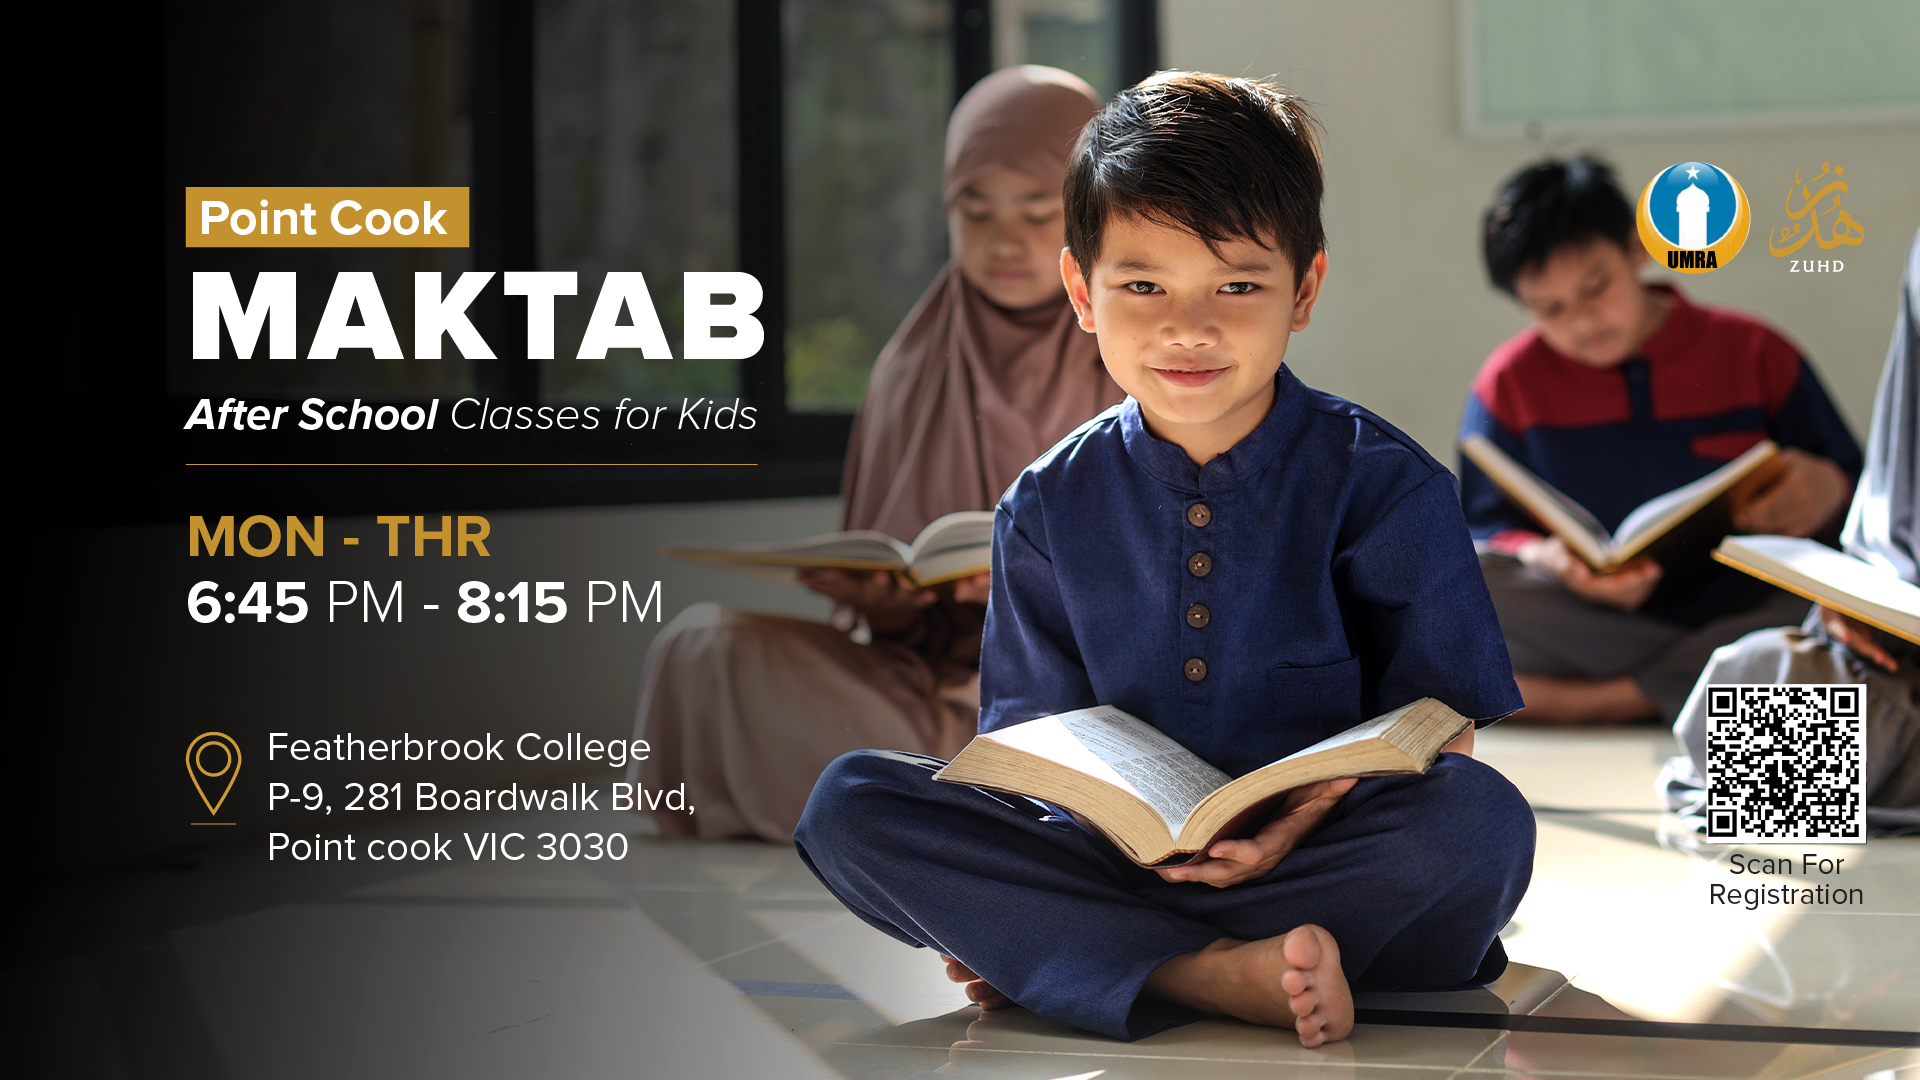 Point Cook
MAKTAB
After School Classes for Kids
MON - THR
6:45 PM - 8:15 PM
Featherbrook College
P-9, 281 Boardwalk Blvd,
Point cook VIC 3030
UMRA
زُهْد
ZUHD
Scan For
Registration